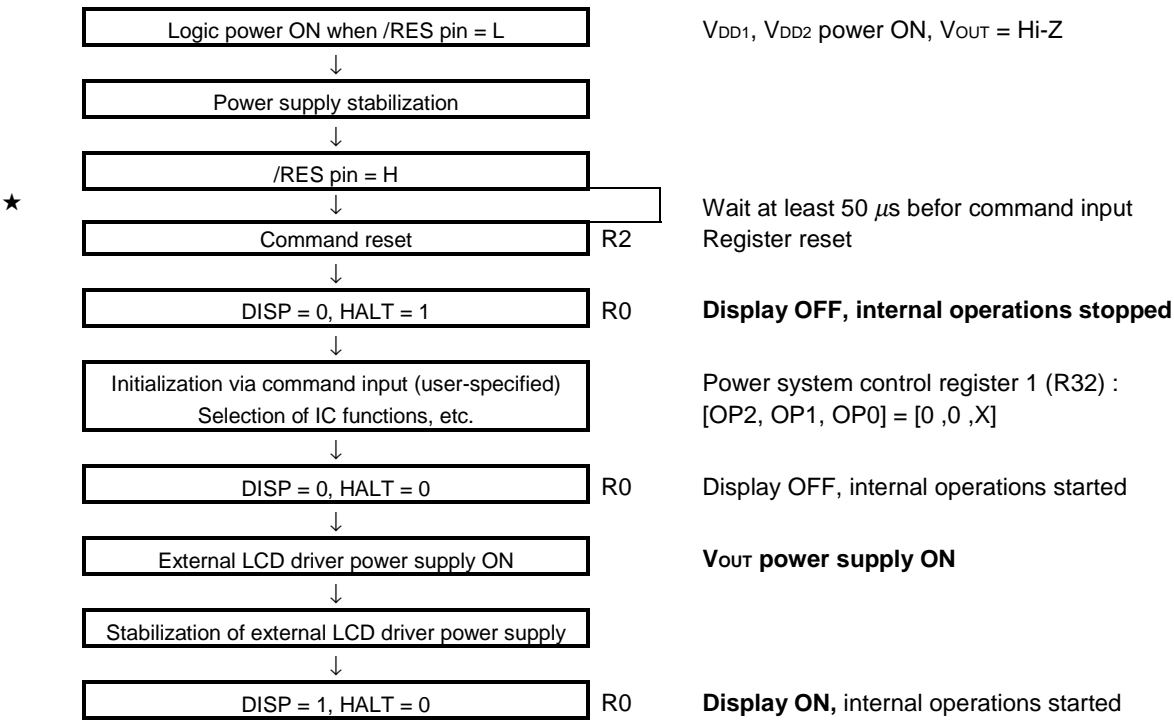 Logic power ON when /RES pin = L
VDD1, VDD2 power ON, VOUT = Hi-Z
↓
Power supply stabilization
↓
/RES pin = H
★
↓
Wait at least 50 μs befor command input
Command reset
R2
Register reset
↓
DISP = 0, HALT = 1
R0
Display OFF, internal operations stopped
↓
Initialization via command input (user-specified)
Selection of IC functions, etc.
Power system control register 1 (R32) :
[OP2, OP1, OP0] = [0 ,0 ,X]
↓
DISP = 0, HALT = 0
R0
Display OFF, internal operations started
↓
External LCD driver power supply ON
VOUT power supply ON
↓
Stabilization of external LCD driver power supply
↓
DISP = 1, HALT = 0
R0
Display ON, internal operations started